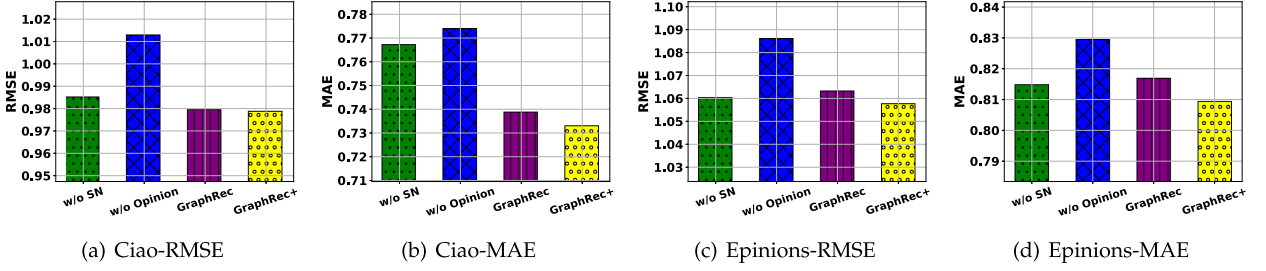 1.02
1.01
1.00
0.99
0.98
0.97
0.96
0.95
RMSE
w/o SN
w/o Opinion
GraphRec
GraphRec+
(a) Ciao-RMSE
0.78
0.77
0.76
0.75
0.74
0.73
0.72
0.71
MAE
w/o SN
w/o Opinion
GraphRec
GraphRec+
(b) Ciao-MAE
1.10
1.09
1.08
1.07
1.06
1.05
1.04
1.03
RMSE
w/o SN
w/o Opinion
GraphRec
GraphRec+
(c) Epinions-RMSE
0.84
0.83
0.82
0.81
0.80
0.79
MAE
w/o SN
w/o Opinion
GraphRec
GraphRec+
(d) Epinions-MAE